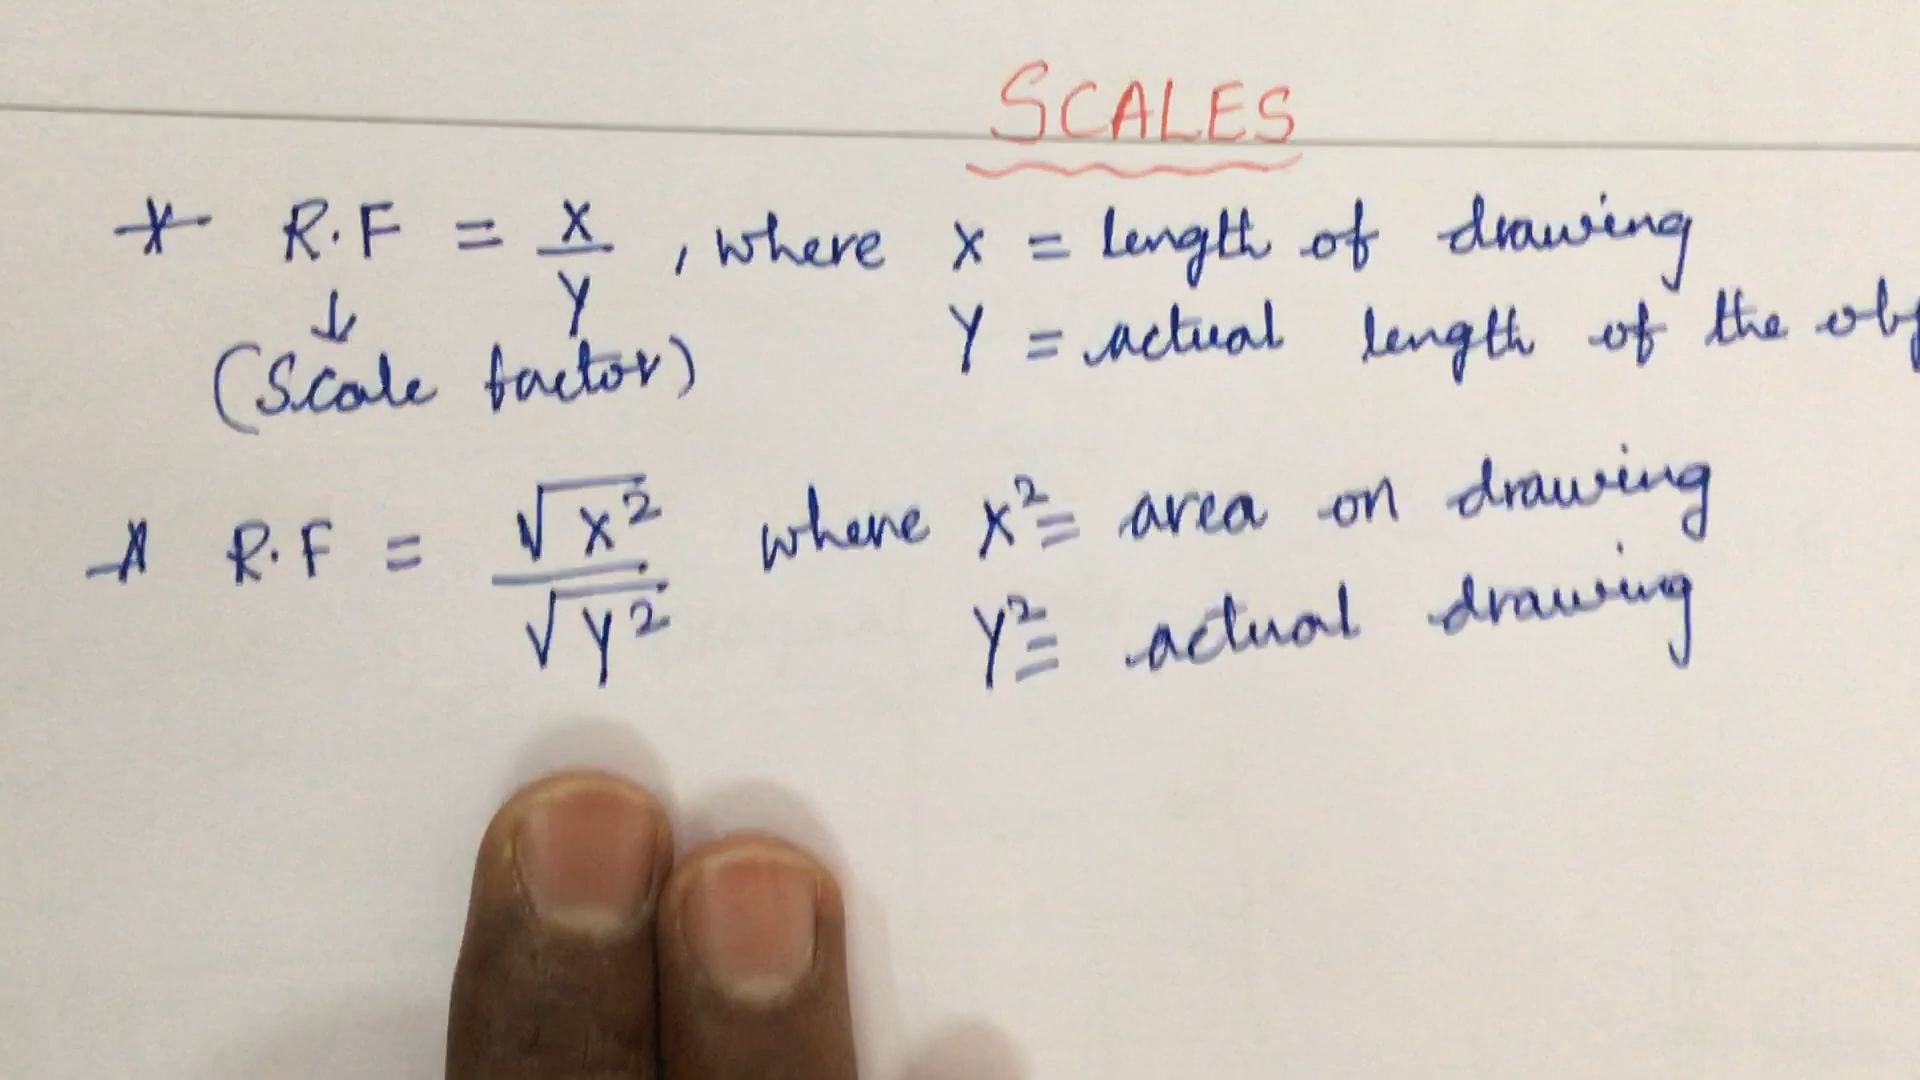 SCALES
* R.F = X/Y , where X = length of drawing
↓ Y = actual length of the
(Scale factor)
* R.F = √X² / √Y² where X² = area on drawing
Y² = actual drawing